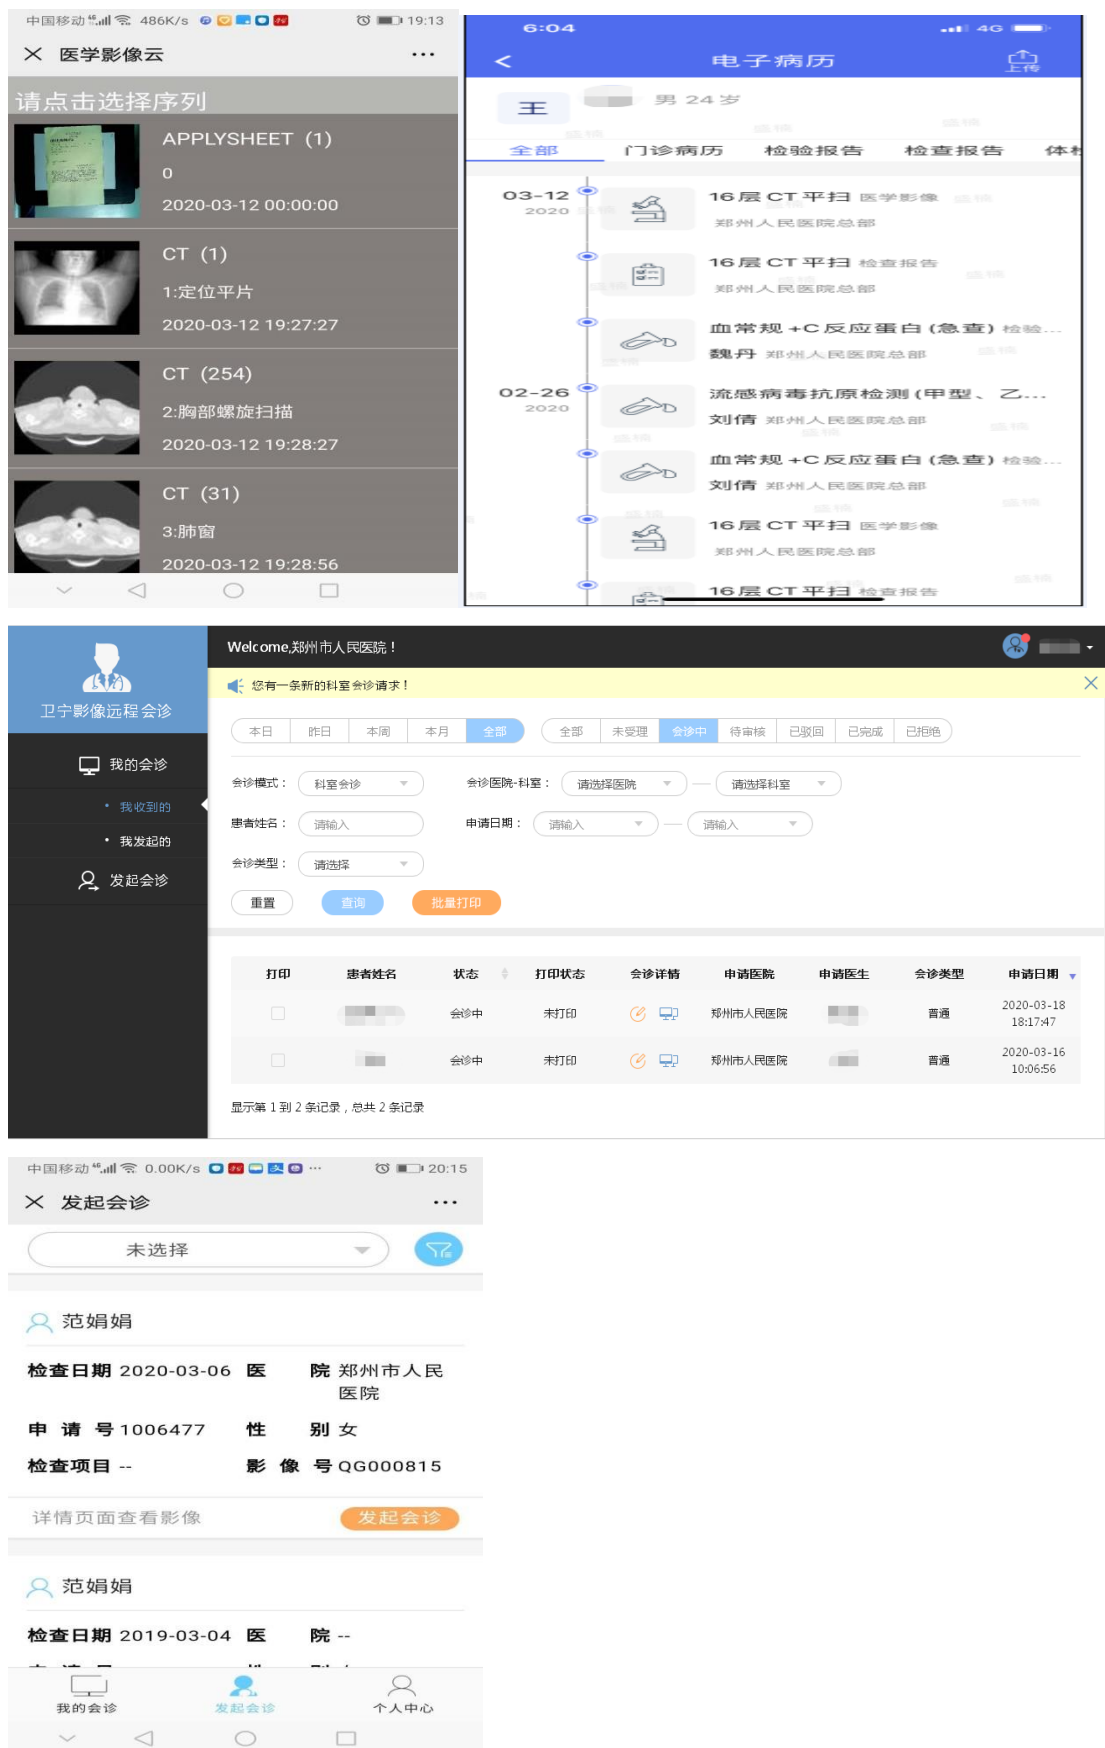 中国移动 486K/s 19:13
医学影像云
请点击选择序列
APPLYSHEET (1)
0
2020-03-12 00:00:00
CT (1)
1:定位平片
2020-03-12 19:27:27
CT (254)
2:胸部螺旋扫描
2020-03-12 19:28:27
CT (31)
3:肺窗
2020-03-12 19:28:56
6:04 4G
电子病历 上传
王 男 24岁
全部 门诊病历 检验报告 检查报告 体检
03-12 2020
16层CT平扫 医学影像
郑州人民医院总部
16层CT平扫 检查报告
郑州人民医院总部
血常规+C反应蛋白(急查) 检验...
魏丹 郑州人民医院总部
02-26 2020
流感病毒抗原检测(甲型、乙...
刘倩 郑州人民医院总部
血常规+C反应蛋白(急查) 检验...
刘倩 郑州人民医院总部
16层CT平扫 医学影像
郑州人民医院总部
16层CT平扫 检查报告
卫宁影像远程会诊
我的会诊
我收到的
我发起的
发起会诊
Welcome,郑州市人民医院！
您有一条新的科室会诊请求！
本日 昨日 本周 本月 全部 全部 未受理 会诊中 待审核 已驳回 已完成 已拒绝
会诊模式： 科室会诊 会诊医院-科室： 请选择医院 — 请选择科室
患者姓名： 请输入 申请日期： 请输入 — 请输入
会诊类型： 请选择
重置 查询 批量打印
打印 患者姓名 状态 打印状态 会诊详情 申请医院 申请医生 会诊类型 申请日期
会诊中 未打印 郑州市人民医院 普通 2020-03-18 18:17:47
会诊中 未打印 郑州市人民医院 普通 2020-03-16 10:06:56
显示第 1 到 2 条记录，总共 2 条记录
中国移动 0.00K/s 20:15
发起会诊
未选择
范娟娟
检查日期 2020-03-06 医 院 郑州市人民医院
申 请 号 1006477 性 别 女
检查项目 -- 影 像 号 QG000815
详情页面查看影像 发起会诊
范娟娟
检查日期 2019-03-04 医 院 --
我的会诊 发起会诊 个人中心